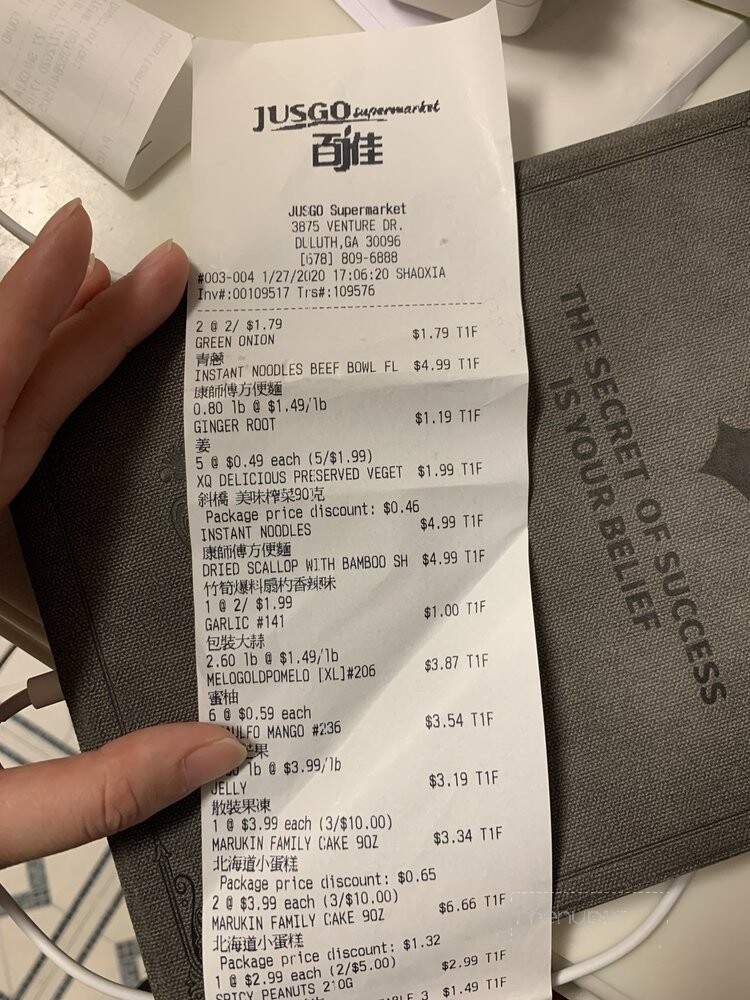 JUSGO supermarket
百佳
JUSGO Supermarket
3875 VENTURE DR.
DULUTH,GA 30096
[678] 809-6888
#003-004 1/27/2020 17:06:20 SHAOXIA
Inv#:00109517 Trs#:109576
2 @ 2/ $1.79
GREEN ONION $1.79 T1F
青蔥
INSTANT NOODLES BEEF BOWL FL $4.99 T1F
康師傅方便麵
0.80 lb @ $1.49/lb
GINGER ROOT $1.19 T1F
姜
5 @ $0.49 each (5/$1.99)
XQ DELICIOUS PRESERVED VEGET $1.99 T1F
斜橋 美味榨菜90克
Package price discount: $0.46
INSTANT NOODLES $4.99 T1F
康師傅方便麵
DRIED SCALLOP WITH BAMBOO SH $4.99 T1F
竹筍爆料扇杓香辣味
1 @ 2/ $1.99
GARLIC #141 $1.00 T1F
包裝大蒜
2.60 lb @ $1.49/lb
MELOGOLDPOMELO [XL]#206 $3.87 T1F
蜜柚
6 @ $0.59 each
ULFO MANGO #236 $3.54 T1F
芒果
lb @ $3.99/lb
JELLY $3.19 T1F
散裝果凍
1 @ $3.99 each (3/$10.00)
MARUKIN FAMILY CAKE 9OZ $3.34 T1F
北海道小蛋糕
Package price discount: $0.65
2 @ $3.99 each (3/$10.00)
MARUKIN FAMILY CAKE 9OZ $6.66 T1F
北海道小蛋糕
Package price discount: $1.32
1 @ $2.99 each (2/$5.00)
SPICY PEANUTS 210G $2.99 T1F
3 $1.49 T1F
THE SECRET OF SUCCESS
IS YOUR BELIEF